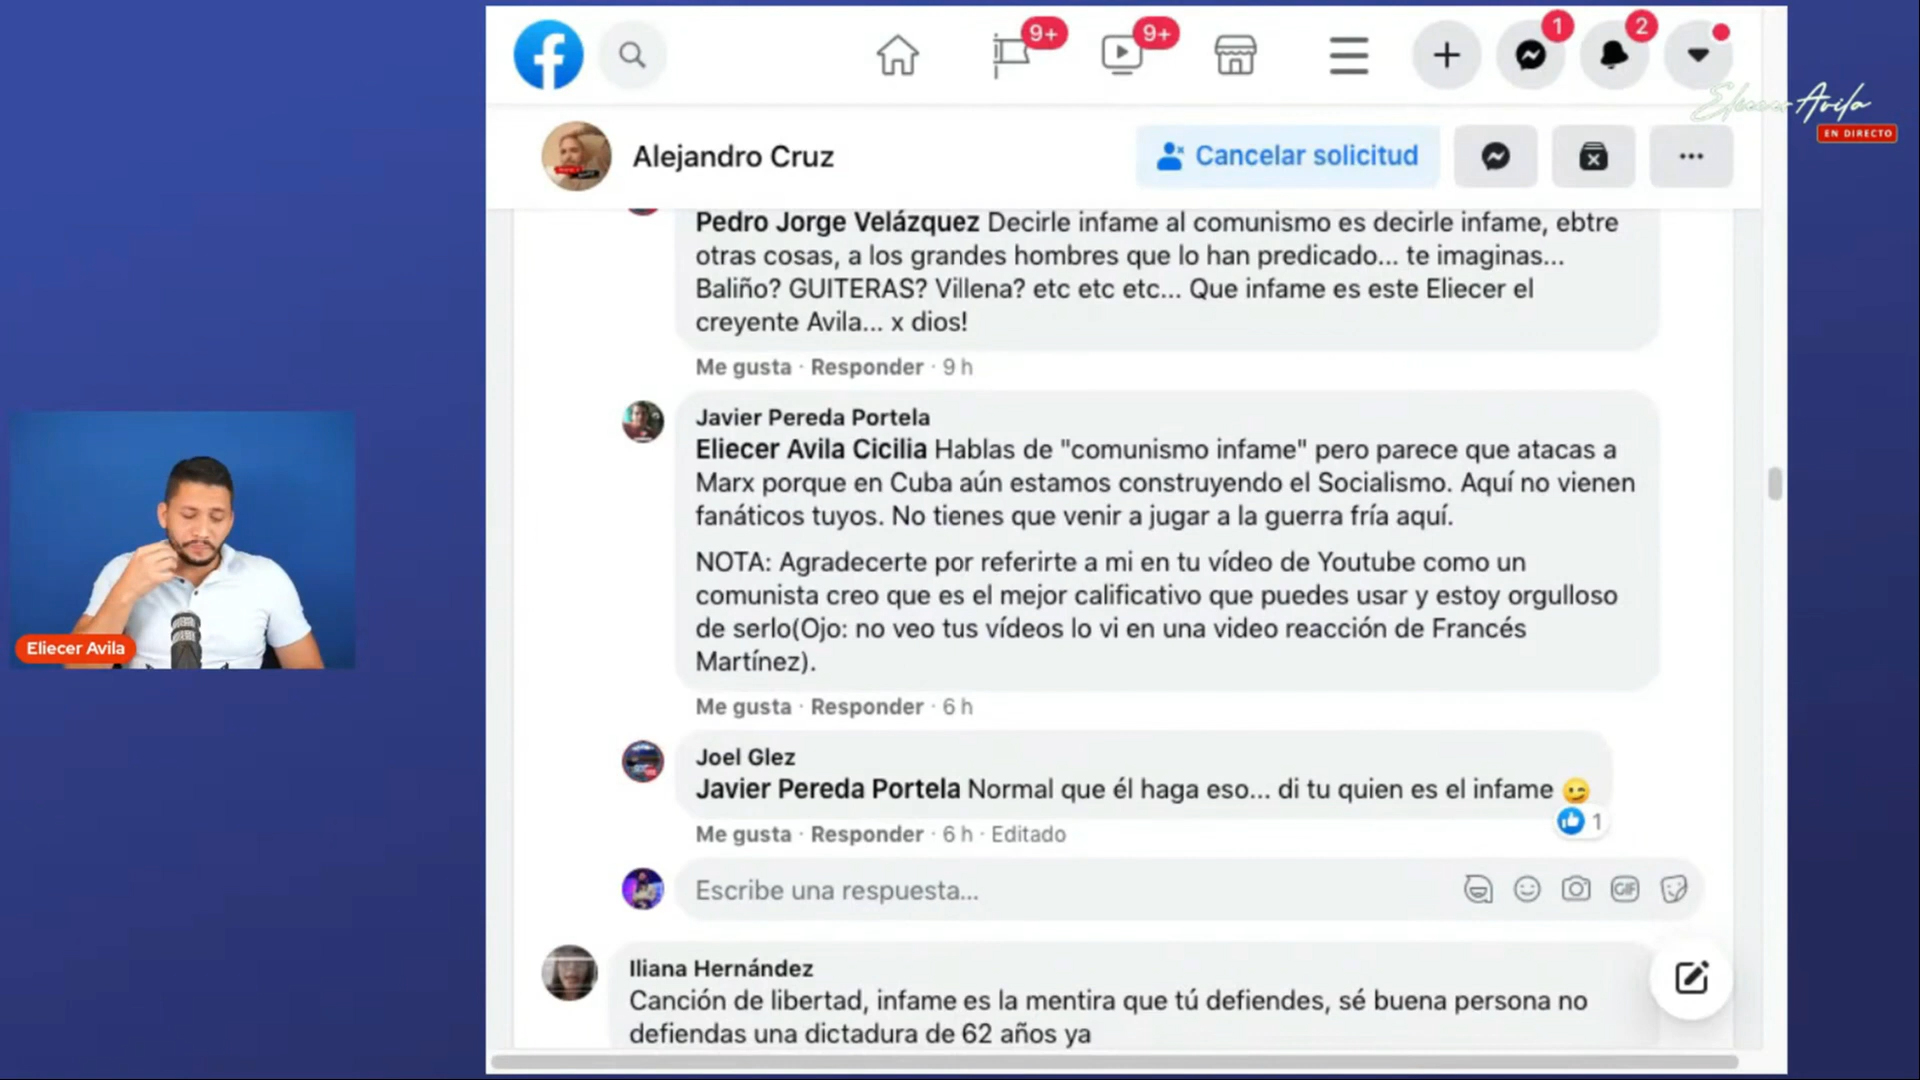 9+
9+
1
2
Eliecer Avila
EN DIRECTO
Alejandro Cruz
Cancelar solicitud
Pedro Jorge Velázquez Decirle infame al comunismo es decirle infame, ebtre
otras cosas, a los grandes hombres que lo han predicado... te imaginas...
Baliño? GUITERAS? Villena? etc etc etc... Que infame es este Eliecer el
creyente Avila... x dios!
Me gusta · Responder · 9 h
Javier Pereda Portela
Eliecer Avila Cicilia Hablas de "comunismo infame" pero parece que atacas a
Marx porque en Cuba aún estamos construyendo el Socialismo. Aquí no vienen
fanáticos tuyos. No tienes que venir a jugar a la guerra fría aquí.
NOTA: Agradecerte por referirte a mi en tu vídeo de Youtube como un
comunista creo que es el mejor calificativo que puedes usar y estoy orgulloso
de serlo(Ojo: no veo tus vídeos lo vi en una video reacción de Francés
Martínez).
Me gusta · Responder · 6 h
Eliecer Avila
Joel Glez
Javier Pereda Portela Normal que él haga eso... di tu quien es el infame
1
Me gusta · Responder · 6 h · Editado
Escribe una respuesta...
GIF
Iliana Hernández
Canción de libertad, infame es la mentira que tú defiendes, sé buena persona no
defiendas una dictadura de 62 años ya